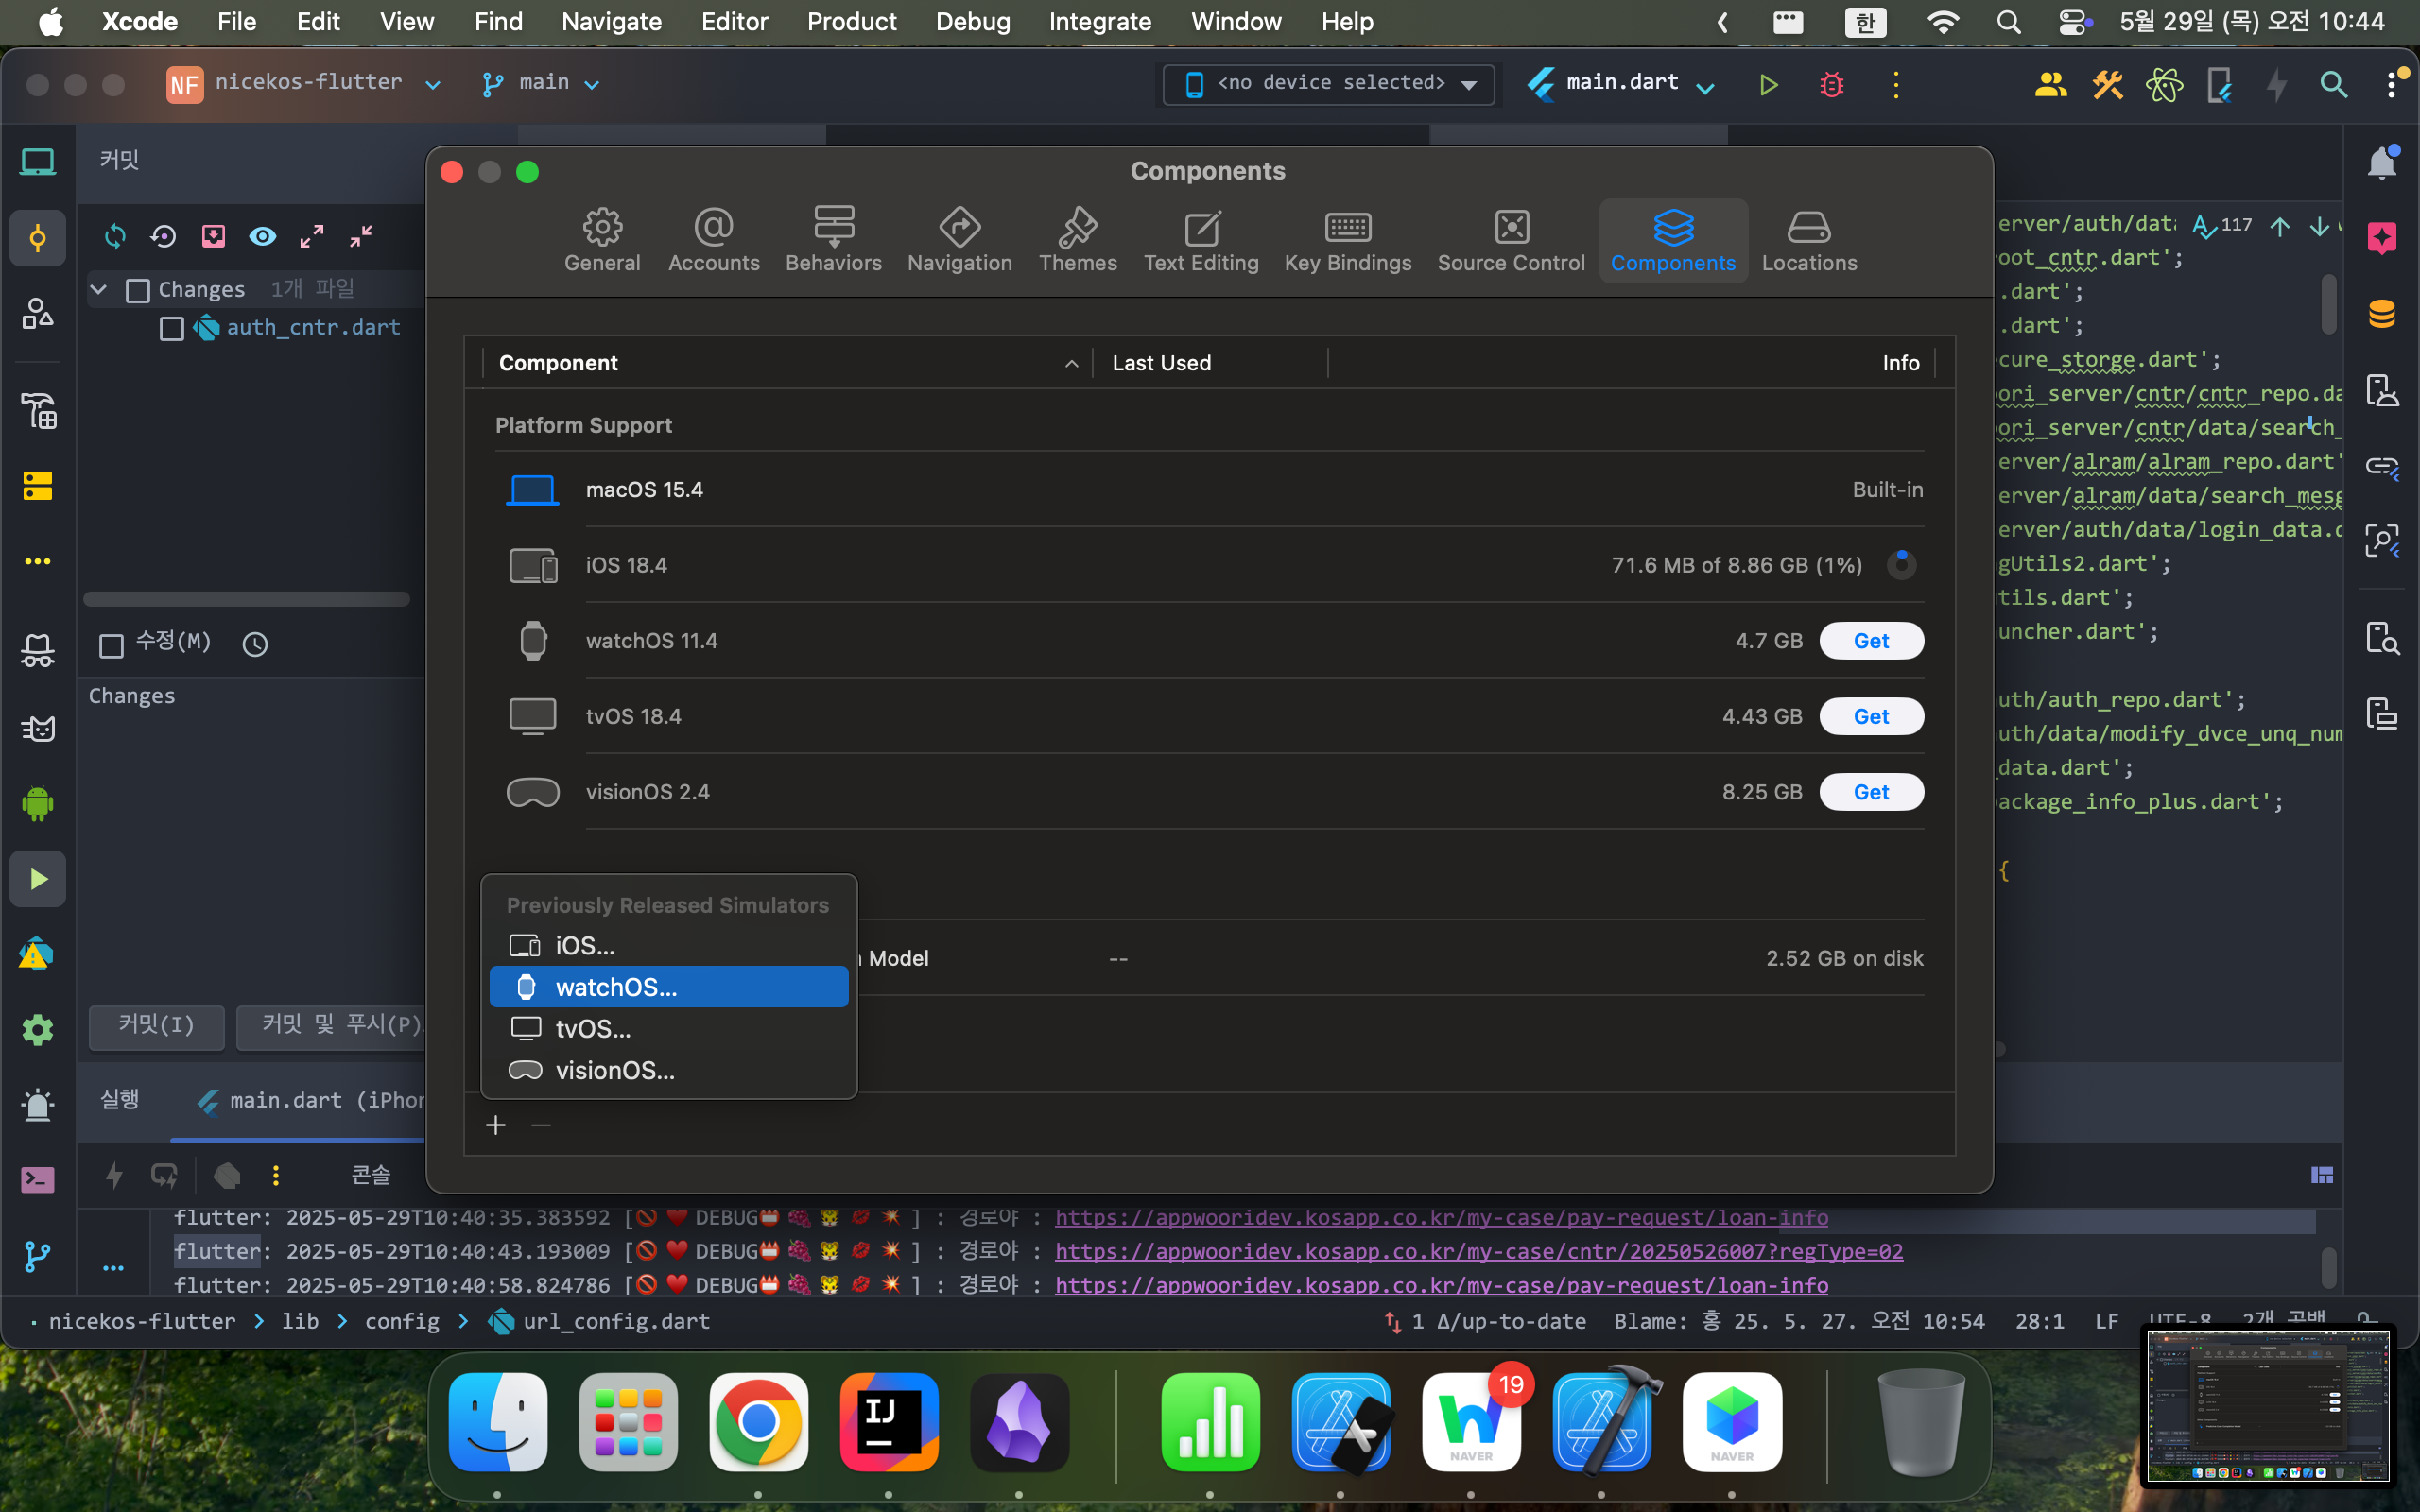 Xcode File Edit View Find Navigate Editor Product Debug Integrate Window Help 한 5월 29일 (목) 오전 10:44
NF nicekos-flutter main <no device selected> main.dart
커밋
Components
General Accounts Behaviors Navigation Themes Text Editing Key Bindings Source Control Components Locations
Changes 1개 파일
auth_cntr.dart
수정(M)
Changes
커밋(I) 커밋 및 푸시(P)
Component Last Used Info
Platform Support
macOS 15.4 Built-in
iOS 18.4 71.6 MB of 8.86 GB (1%)
watchOS 11.4 4.7 GB Get
tvOS 18.4 4.43 GB Get
visionOS 2.4 8.25 GB Get
Previously Released Simulators
iOS...
watchOS...
tvOS...
visionOS...
Model -- 2.52 GB on disk
erver/auth/data 117
oot_cntr.dart';
.dart';
.dart';
cure_storge.dart';
ori_server/cntr/cntr_repo.da
ori_server/cntr/data/search_
erver/alram/alram_repo.dart'
erver/alram/data/search_mesg
erver/auth/data/login_data.d
gUtils2.dart';
tils.dart';
uncher.dart';
uth/auth_repo.dart';
uth/data/modify_dvce_unq_num
_data.dart';
ackage_info_plus.dart';
{
실행 main.dart (iPhon
콘솔
flutter: 2025-05-29T10:40:35.383592 [🚫 ❤️ DEBUG📛 🍇 🐯 💋 💥 ] : 경로야 : https://appwooridev.kosapp.co.kr/my-case/pay-request/loan-info
flutter: 2025-05-29T10:40:43.193009 [🚫 ❤️ DEBUG📛 🍇 🐯 💋 💥 ] : 경로야 : https://appwooridev.kosapp.co.kr/my-case/cntr/20250526007?regType=02
flutter: 2025-05-29T10:40:58.824786 [🚫 ❤️ DEBUG📛 🍇 🐯 💋 💥 ] : 경로야 : https://appwooridev.kosapp.co.kr/my-case/pay-request/loan-info
nicekos-flutter > lib > config > url_config.dart 1 Δ/up-to-date Blame: 홍 25. 5. 27. 오전 10:54 28:1 LF UTF-8 2개 공백
IJ
NAVER
19
NAVER